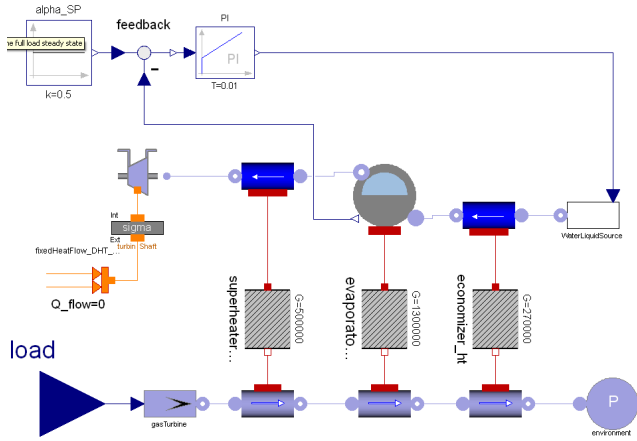 alpha_SP
feedback
PI
ne full load steady state
PI
k=0.5
T=0.01
Int
sigma
Ext
turbin Shaft
fixedHeatFlow_DHT_...
Q_flow=0
WaterLiquidSource
superheater...
G=500000
evaporato...
G=1300000
economizer_ht
G=270000
load
gasTurbine
P
environment